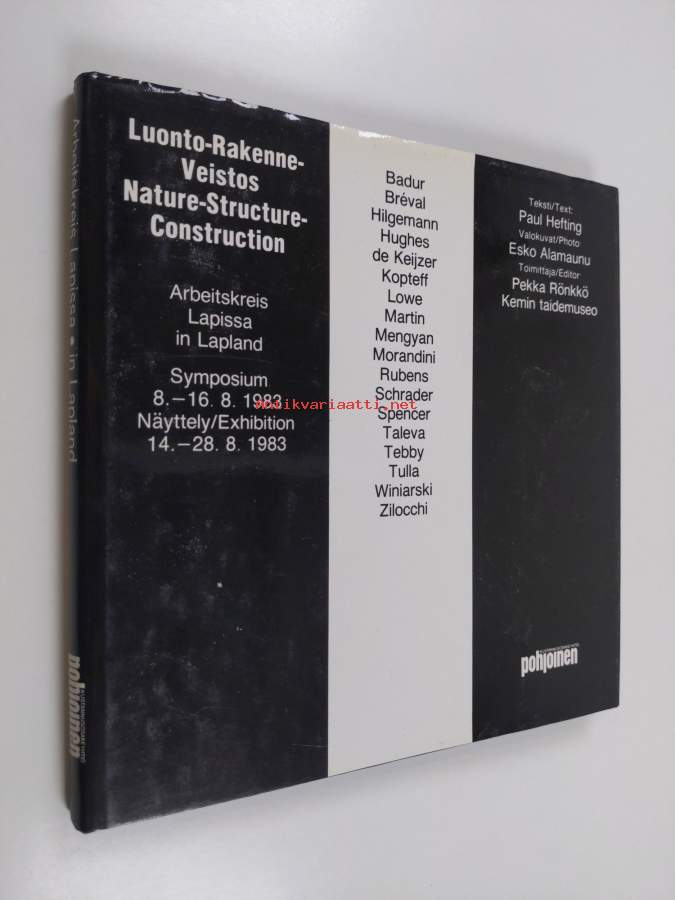 Arbeitskreis Lapissa • in Lapland
pohjoinen
Luonto-Rakenne-
Veistos
Nature-Structure-
Construction
Arbeitskreis
Lapissa
in Lapland
Symposium
8.–16. 8. 1983
Näyttely/Exhibition
14.–28. 8. 1983
Badur
Bréval
Hilgemann
Hughes
de Keijzer
Kopteff
Lowe
Martin
Mengyan
Morandini
Rubens
Schrader
Spencer
Taleva
Tebby
Tulla
Winiarski
Zilocchi
Teksti/Text:
Paul Hefting
Valokuvat/Photo:
Esko Alamaunu
Toimittaja/Editor:
Pekka Rönkkö
Kemin taidemuseo
pohjoinen
antikvariaatti.net